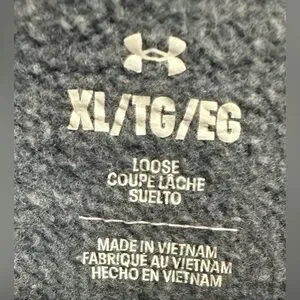 XL/TG/EG
LOOSE
COUPE LÂCHE
SUELTO
MADE IN VIETNAM
FABRIQUÉ AU VIETNAM
HECHO EN VIETNAM